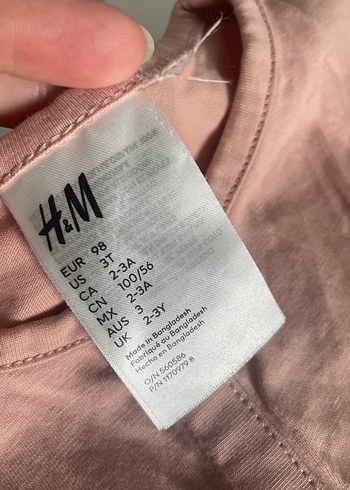 H&M
EUR 98
US 3T
CA 2-3A
CN 100/56
MX 2-3A
AUS 3
UK 2-3Y
Made in Bangladesh
Fabriqué au Bangladesh
Hecho en Bangladesh
O/N 560586
P/N 1170979 8